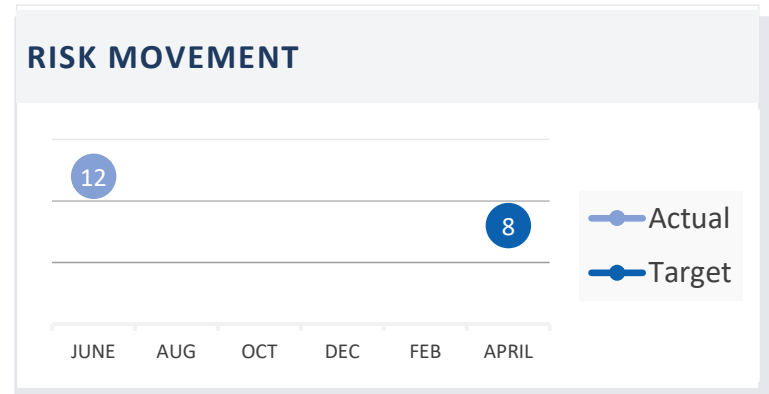 RISK MOVEMENT
12
8
Actual
Target
JUNE AUG OCT DEC FEB APRIL